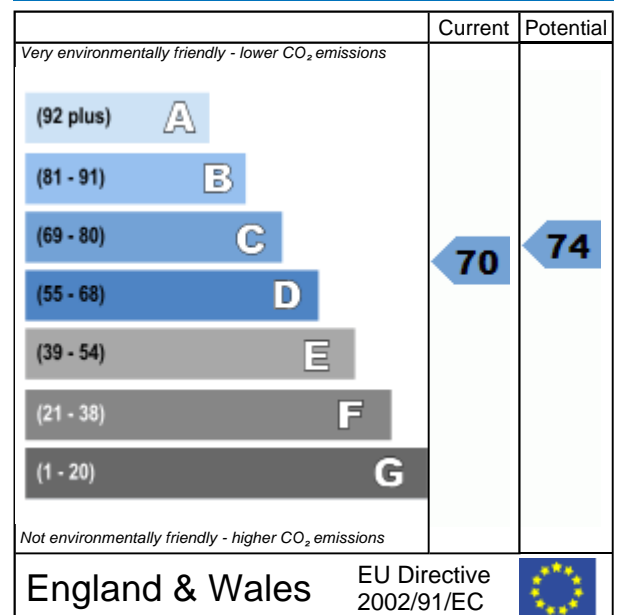 Current Potential
Very environmentally friendly - lower CO₂ emissions
(92 plus) A
(81 - 91) B
(69 - 80) C
(55 - 68) D
(39 - 54) E
(21 - 38) F
(1 - 20) G
70
74
Not environmentally friendly - higher CO₂ emissions
England & Wales
EU Directive
2002/91/EC